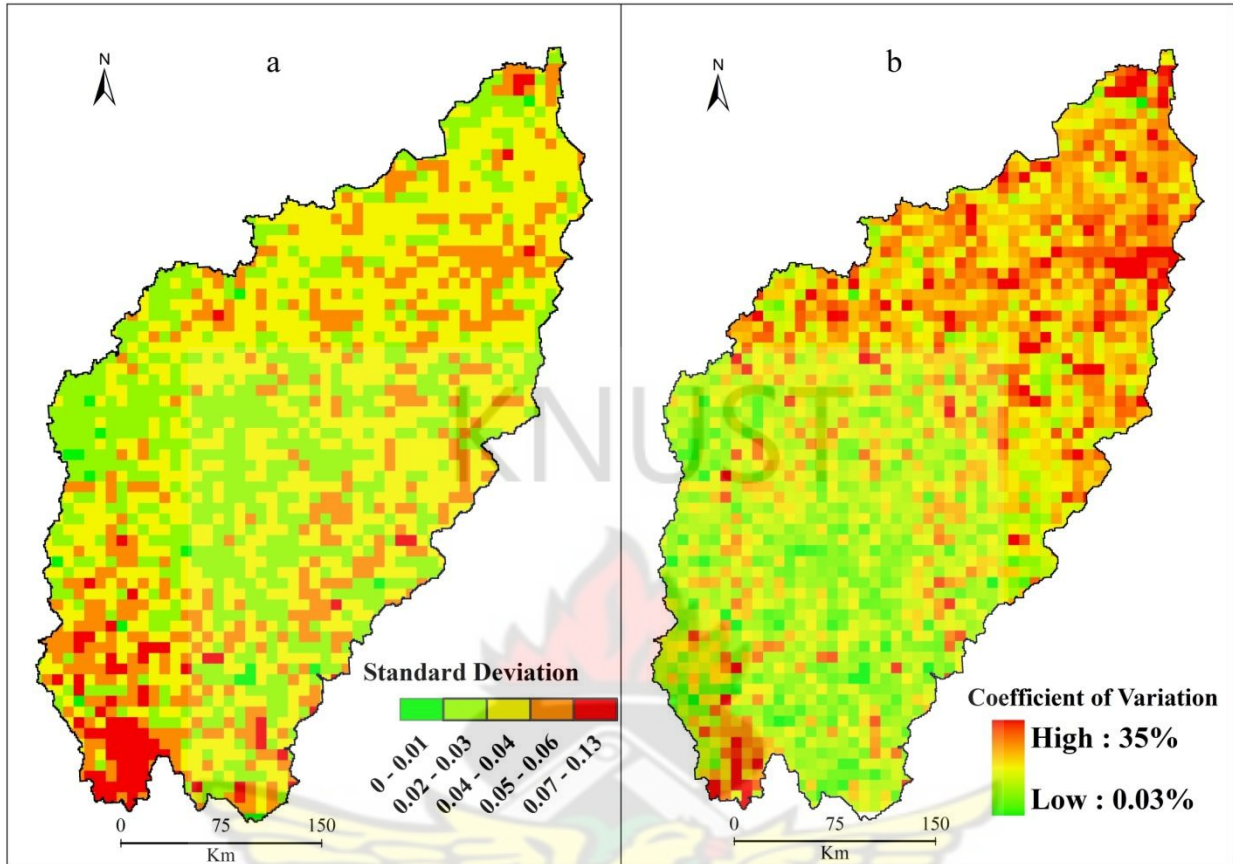 a
N
KNUST
Standard Deviation
0 - 0.01
0.02 - 0.03
0.04 - 0.04
0.05 - 0.06
0.07 - 0.13
0 75 150
Km
b
N
Coefficient of Variation
High : 35%
Low : 0.03%
0 75 150
Km